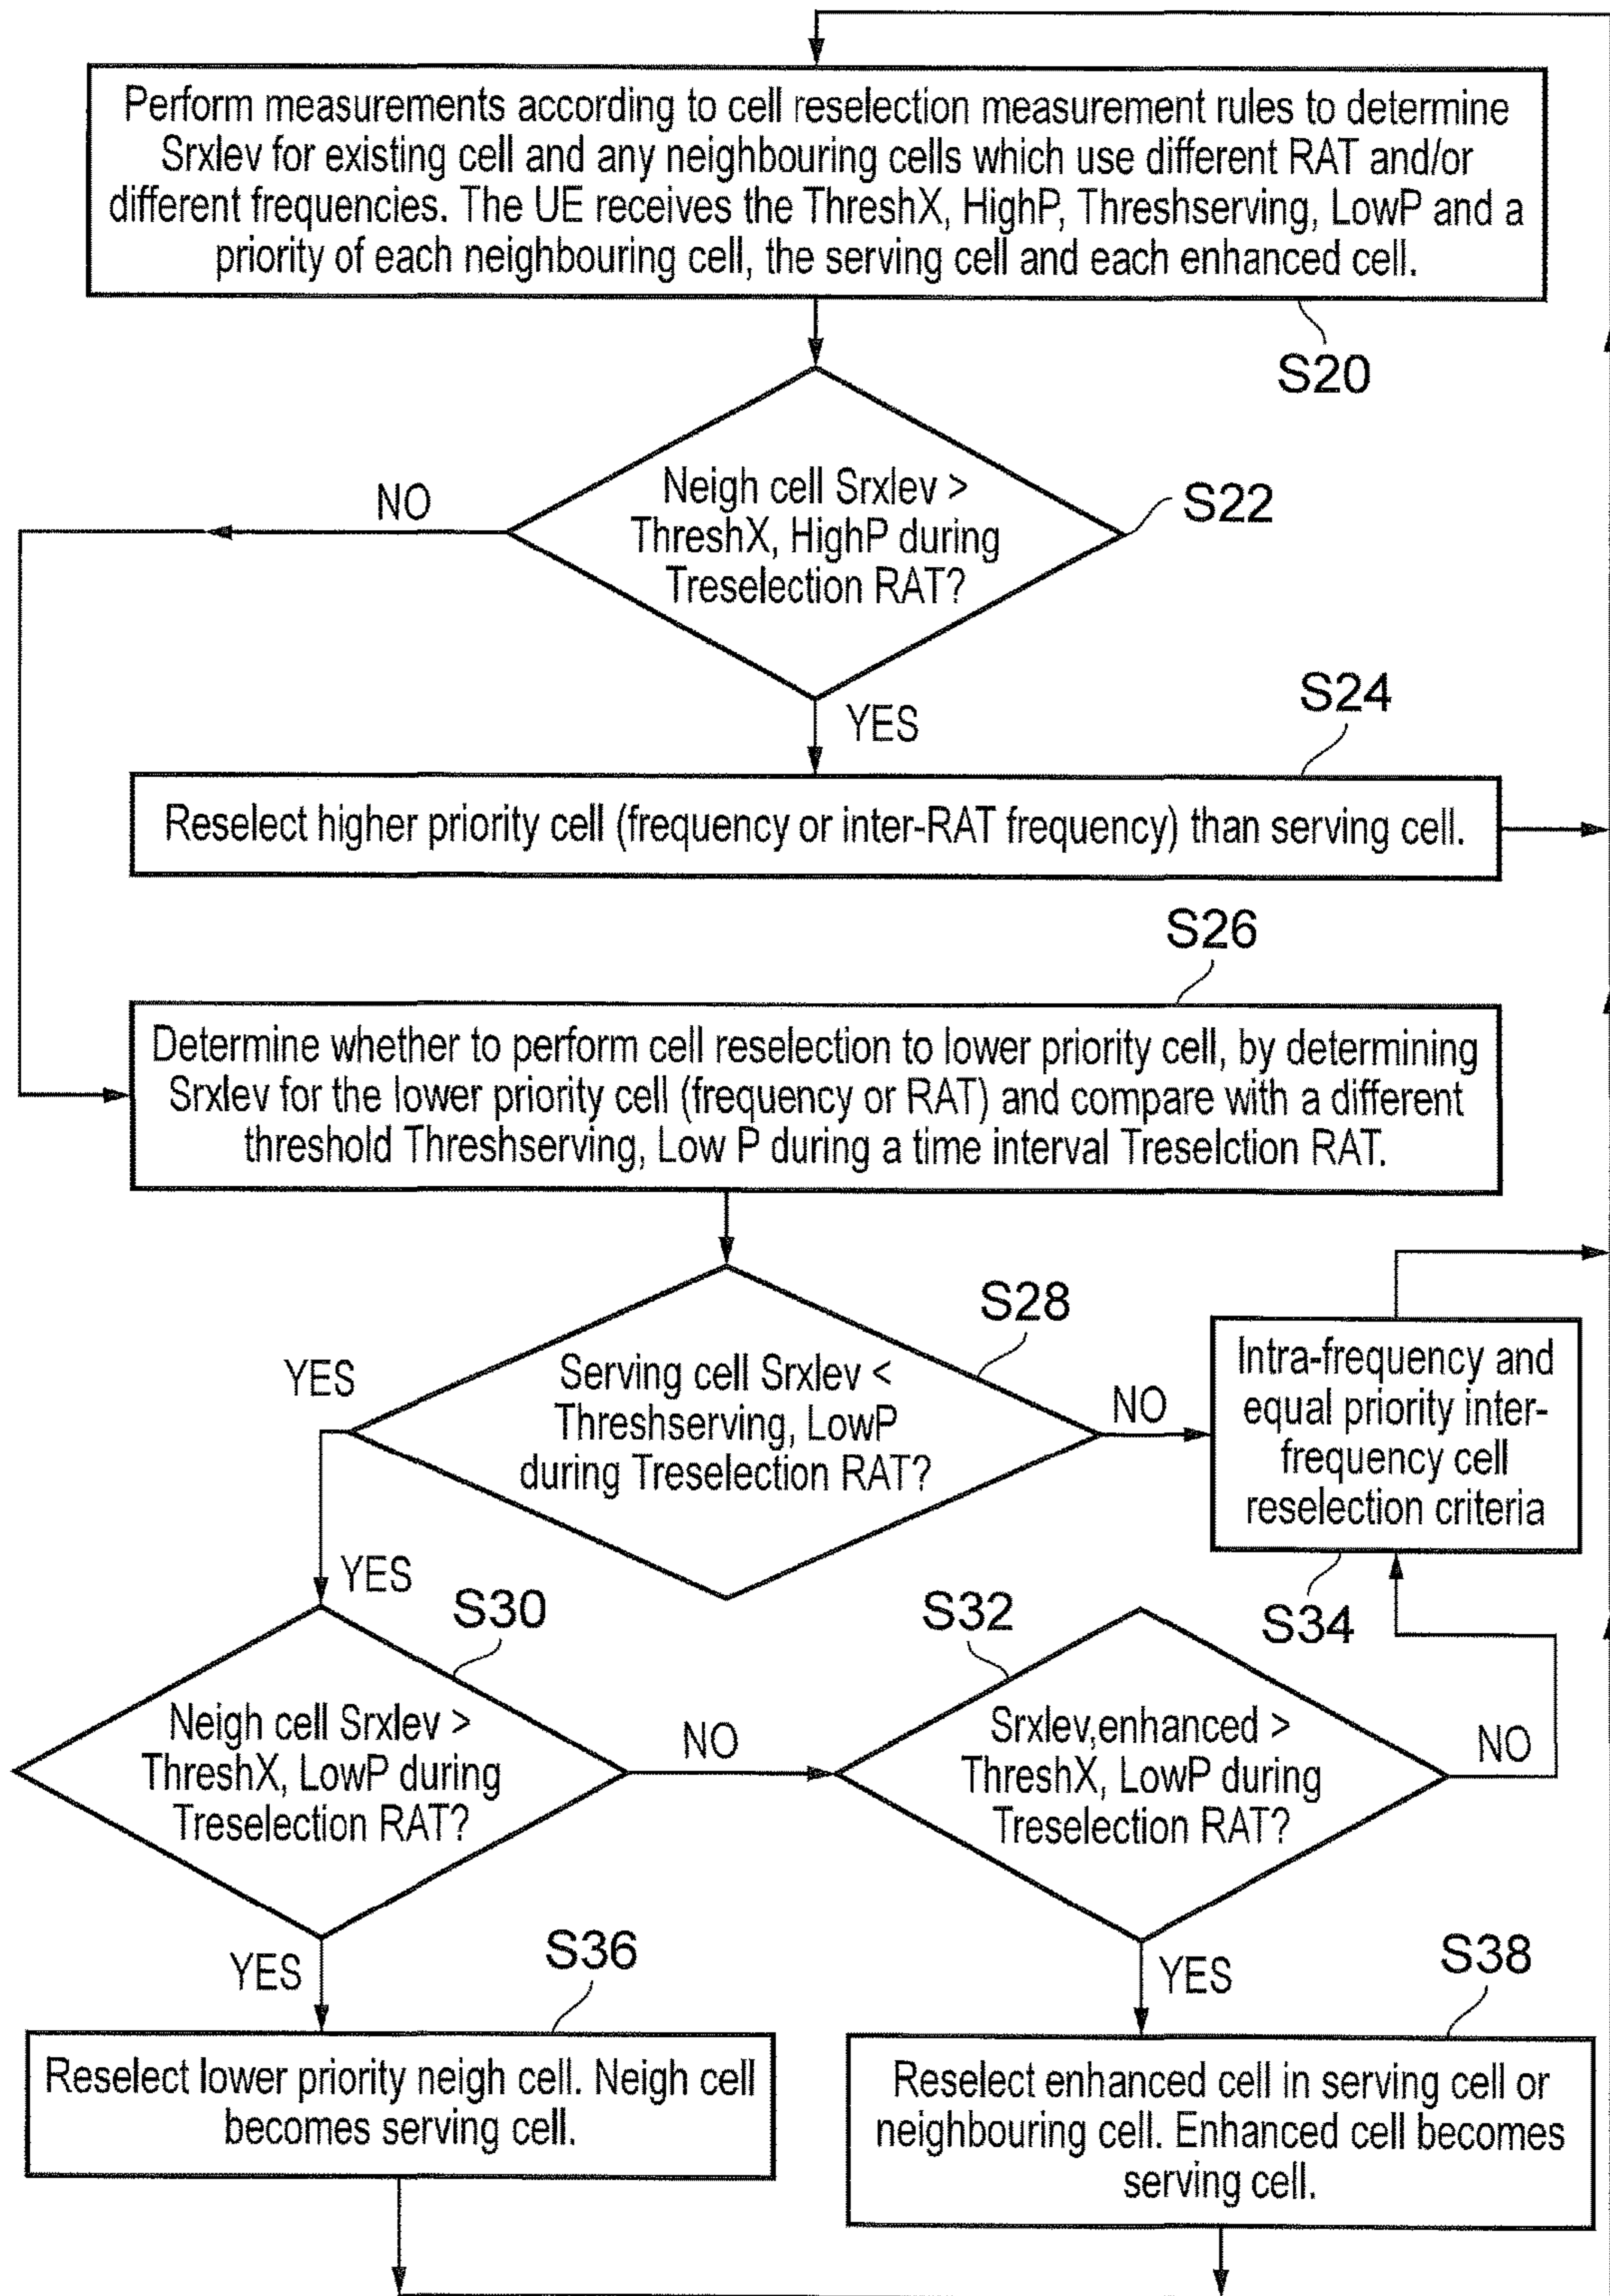 Perform measurements according to cell reselection measurement rules to determine
Srxlev for existing cell and any neighbouring cells which use different RAT and/or
different frequencies. The UE receives the ThreshX, HighP, Threshserving, LowP and a
priority of each neighbouring cell, the serving cell and each enhanced cell.
S20
Neigh cell Srxlev >
ThreshX, HighP during
Treselection RAT?
S22
NO
YES
S24
Reselect higher priority cell (frequency or inter-RAT frequency) than serving cell.
S26
Determine whether to perform cell reselection to lower priority cell, by determining
Srxlev for the lower priority cell (frequency or RAT) and compare with a different
threshold Threshserving, Low P during a time interval Treselction RAT.
S28
Serving cell Srxlev <
Threshserving, LowP
during Treselection RAT?
YES
NO
Intra-frequency and
equal priority inter-
frequency cell
reselection criteria
S34
YES
S30
Neigh cell Srxlev >
ThreshX, LowP during
Treselection RAT?
NO
S32
Srxlev,enhanced >
ThreshX, LowP during
Treselection RAT?
NO
YES
S36
Reselect lower priority neigh cell. Neigh cell
becomes serving cell.
YES
S38
Reselect enhanced cell in serving cell or
neighbouring cell. Enhanced cell becomes
serving cell.